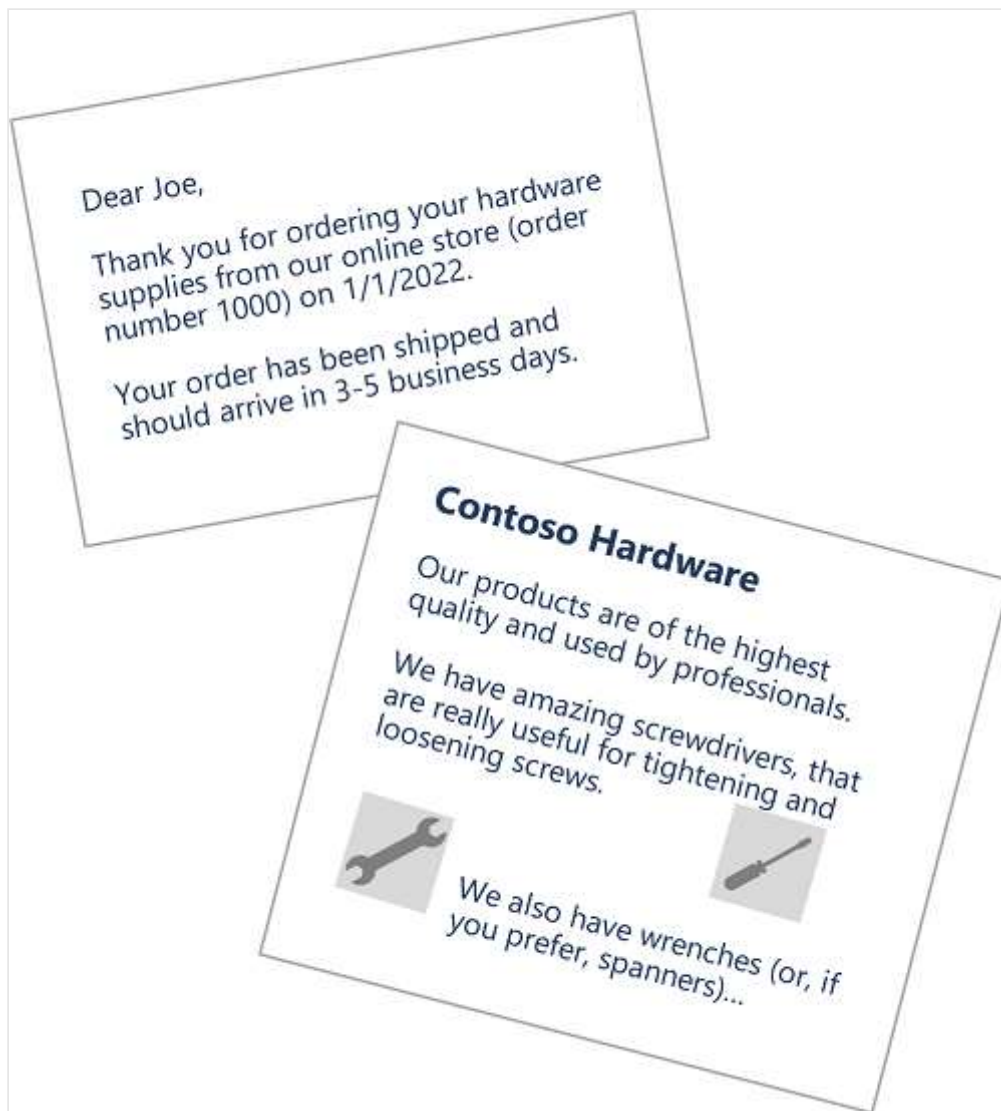 Dear Joe,
Thank you for ordering your hardware
supplies from our online store (order
number 1000) on 1/1/2022.
Your order has been shipped and
should arrive in 3-5 business days.
Contoso Hardware
Our products are of the highest
quality and used by professionals.
We have amazing screwdrivers, that
are really useful for tightening and
loosening screws.
We also have wrenches (or, if
you prefer, spanners)...